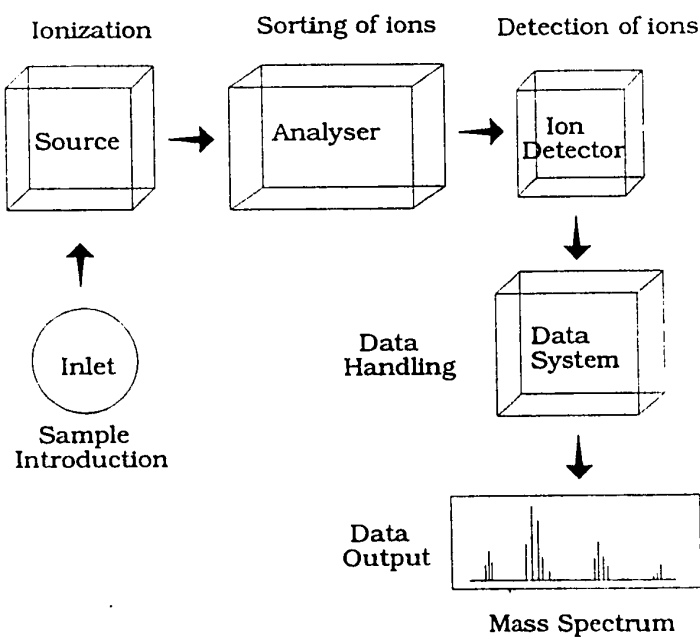 Ionization
Sorting of ions
Detection of ions
Source
Analyser
Ion
Detector
Inlet
Sample
Introduction
Data
Handling
Data
System
Data
Output
Mass Spectrum